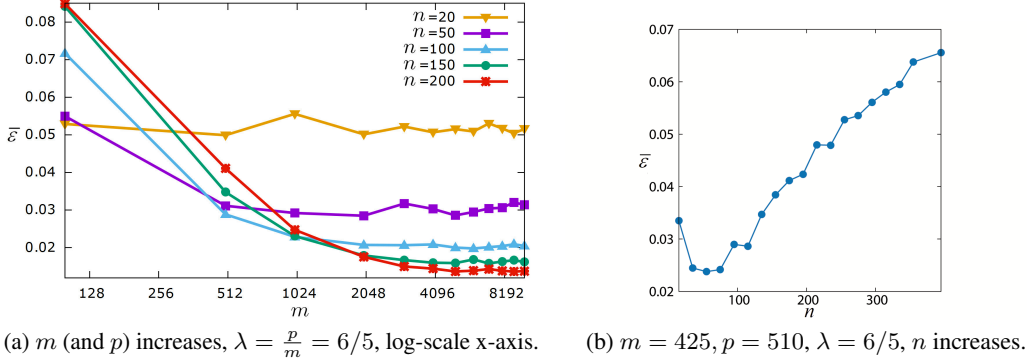 0.08
0.07
0.06
0.05
0.04
0.03
0.02
ε̅
128 256 512 1024 2048 4096 8192
m
n =20
n =50
n =100
n =150
n =200
(a) m (and p) increases, λ = p/m = 6/5, log-scale x-axis.
0.07
0.06
0.05
0.04
0.03
0.02
ε̅
100 200 300
n
(b) m = 425, p = 510, λ = 6/5, n increases.